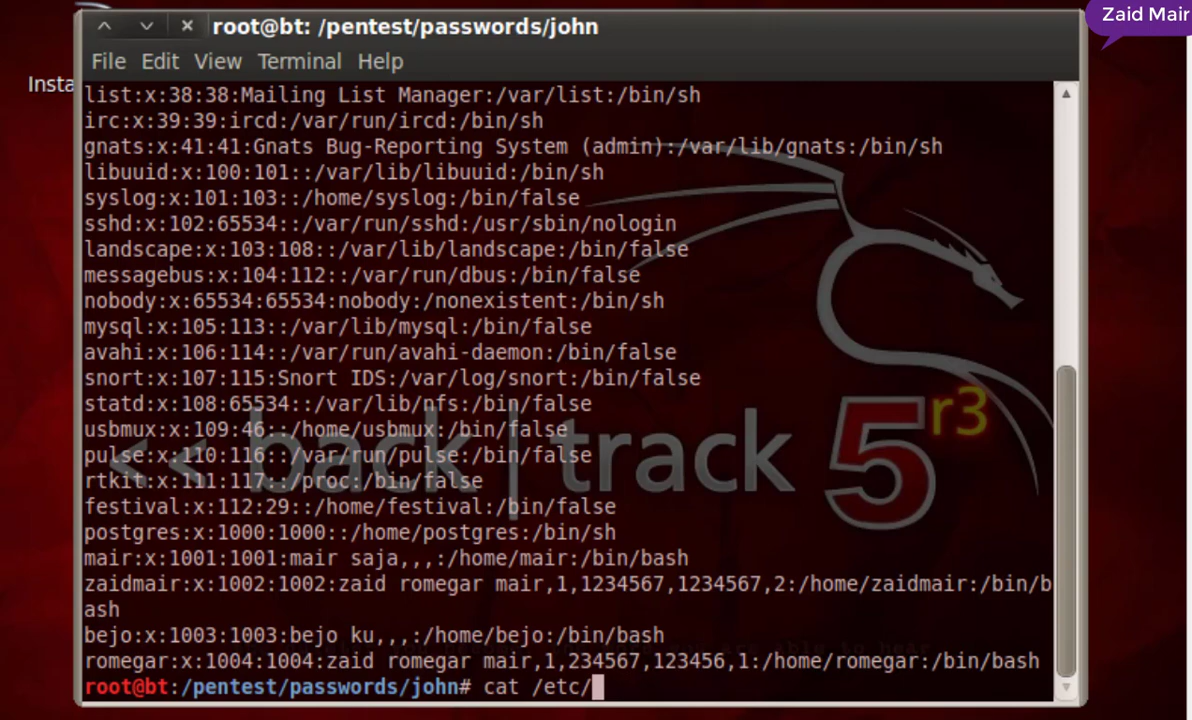 Zaid Mair
root@bt: /pentest/passwords/john
File Edit View Terminal Help
Insta
list:x:38:38:Mailing List Manager:/var/list:/bin/sh
irc:x:39:39:ircd:/var/run/ircd:/bin/sh
gnats:x:41:41:Gnats Bug-Reporting System (admin):/var/lib/gnats:/bin/sh
libuuid:x:100:101::/var/lib/libuuid:/bin/sh
syslog:x:101:103::/home/syslog:/bin/false
sshd:x:102:65534::/var/run/sshd:/usr/sbin/nologin
landscape:x:103:108::/var/lib/landscape:/bin/false
messagebus:x:104:112::/var/run/dbus:/bin/false
nobody:x:65534:65534:nobody:/nonexistent:/bin/sh
mysql:x:105:113::/var/lib/mysql:/bin/false
avahi:x:106:114::/var/run/avahi-daemon:/bin/false
snort:x:107:115:Snort IDS:/var/log/snort:/bin/false
statd:x:108:65534::/var/lib/nfs:/bin/false
usbmux:x:109:46::/home/usbmux:/bin/false
pulse:x:110:116::/var/run/pulse:/bin/false
rtkit:x:111:117::/proc:/bin/false
festival:x:112:29::/home/festival:/bin/false
postgres:x:1000:1000::/home/postgres:/bin/sh
mair:x:1001:1001:mair saja,,,:/home/mair:/bin/bash
zaidmair:x:1002:1002:zaid romegar mair,1,1234567,1234567,2:/home/zaidmair:/bin/b
ash
bejo:x:1003:1003:bejo ku,,,:/home/bejo:/bin/bash
romegar:x:1004:1004:zaid romegar mair,1,234567,123456,1:/home/romegar:/bin/bash
root@bt:/pentest/passwords/john# cat /etc/
<< back | track 5 r3